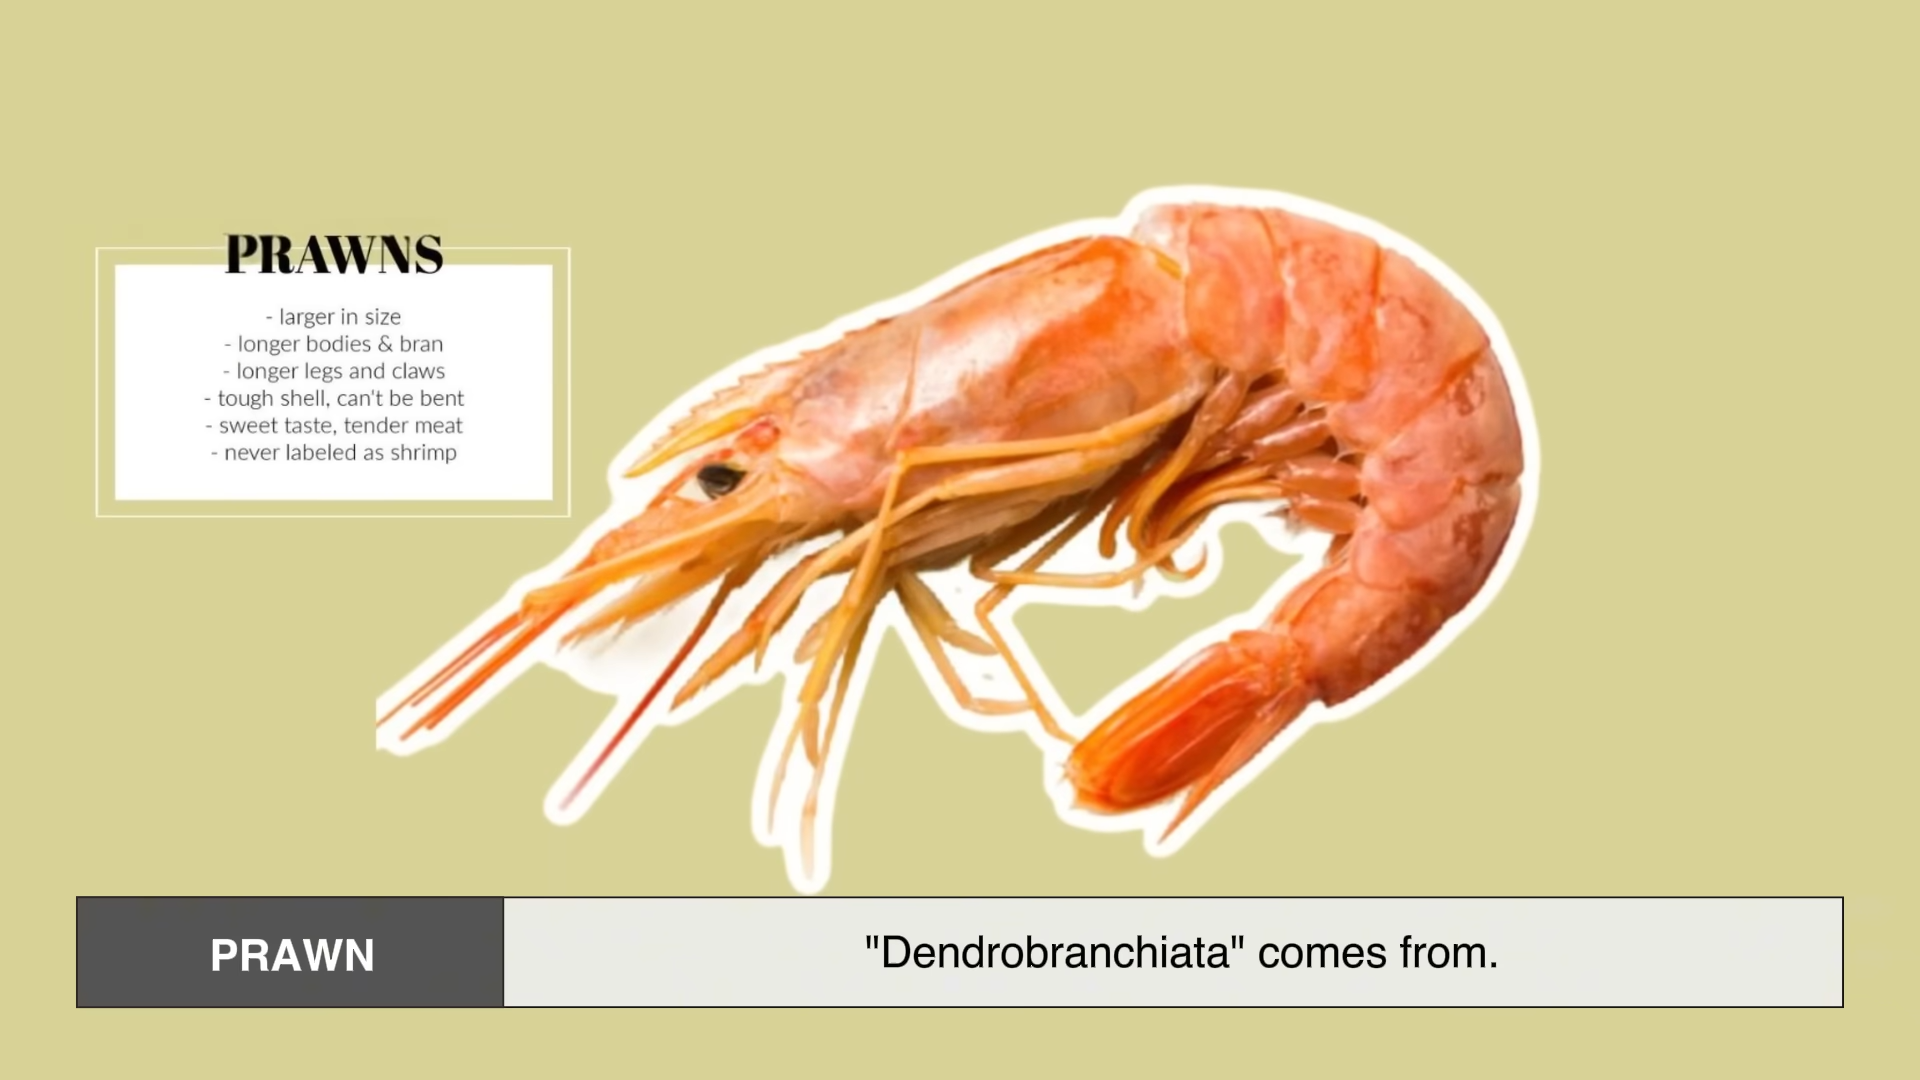 PRAWNS
- larger in size
- longer bodies & bran
- longer legs and claws
- tough shell, can't be bent
- sweet taste, tender meat
- never labeled as shrimp
PRAWN
"Dendrobranchiata" comes from.